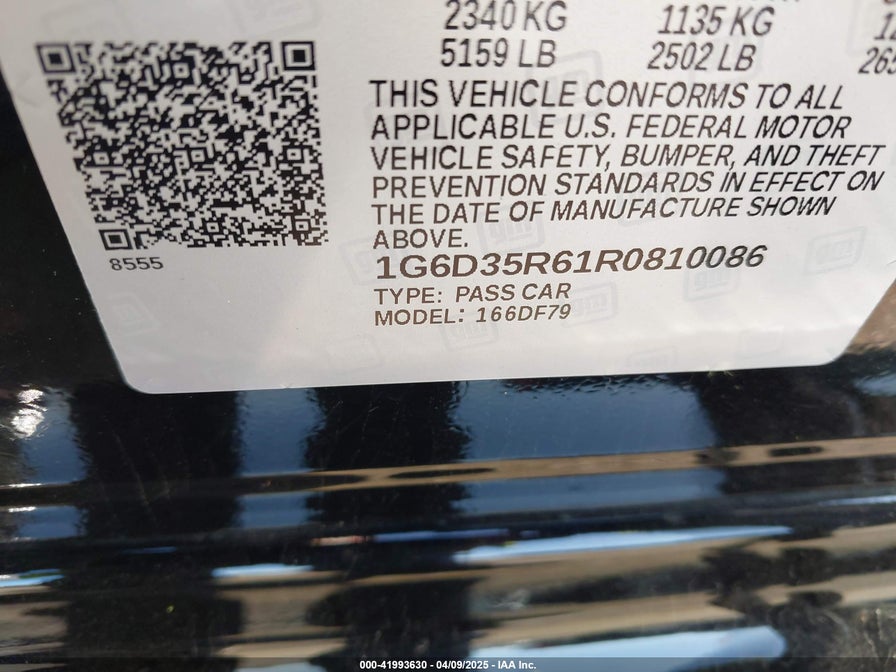 2340 KG 1135 KG
5159 LB 2502 LB
THIS VEHICLE CONFORMS TO ALL
APPLICABLE U.S. FEDERAL MOTOR
VEHICLE SAFETY, BUMPER, AND THEFT
PREVENTION STANDARDS IN EFFECT ON
THE DATE OF MANUFACTURE SHOWN
ABOVE.
8555
1G6D35R61R0810086
TYPE: PASS CAR
MODEL: 166DF79
000-41993630 - 04/09/2025 - IAA Inc.